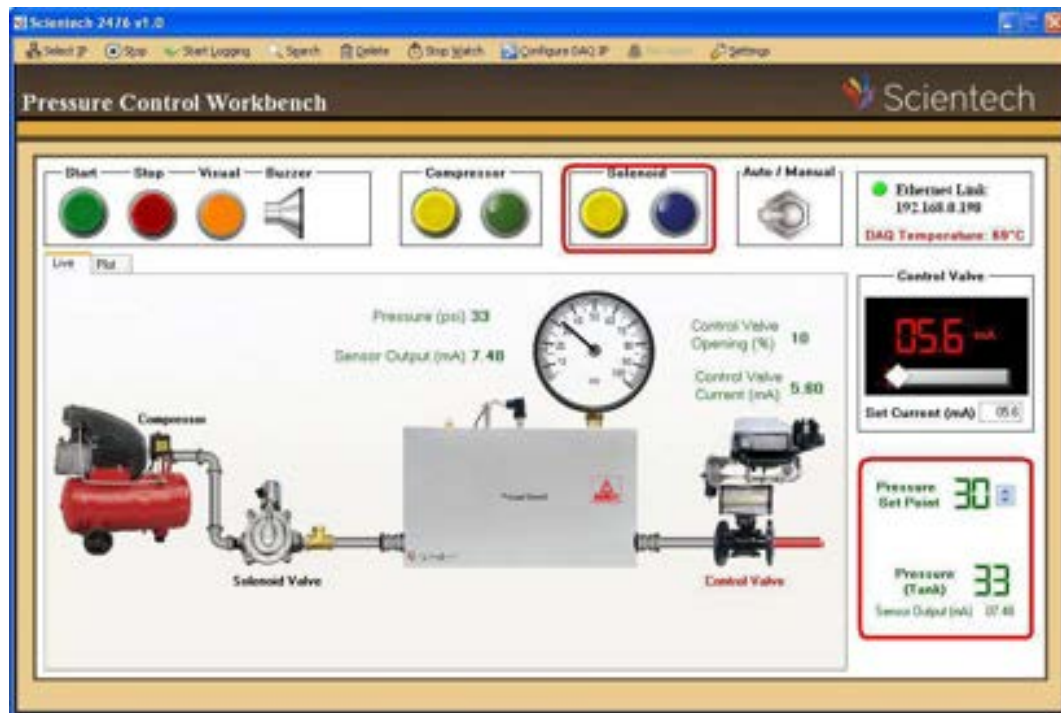 Scientech 2476 v1.0
Select IP Stop Start Logging Search Delete Stop Watch Configure DAQ IP Settings
Pressure Control Workbench
Scientech
Start Stop Visual Buzzer
Compressor
Solenoid
Auto / Manual
Ethernet Link:
192.168.0.198
DAQ Temperature: 69°C
Live Plot
Control Valve
Pressure (psi) 33
Sensor Output (mA) 7.48
Control Valve
Opening (%) 10
Control Valve
Current (mA) 5.60
05.6 mA
Set Current (mA) 05.6
Compressor
Solenoid Valve
Control Valve
Pressure
Set Point 30
Pressure
(Tank) 33
Sensor Output (mA) 07.48